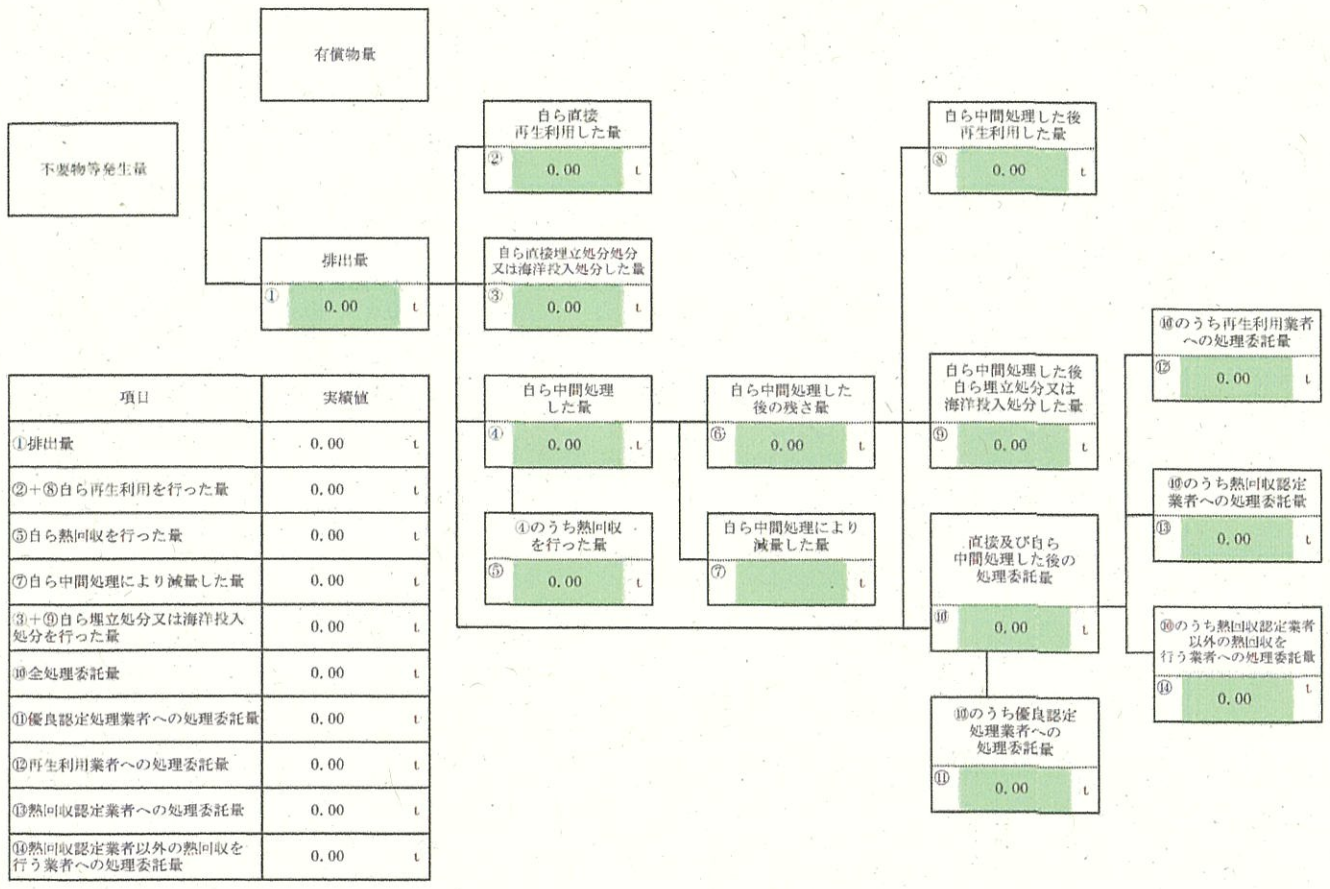 有償物量
不要物等発生量
自ら直接
再生利用した量
②
0.00
t
自ら中間処理した後
再生利用した量
⑧
0.00
t
排出量
①
0.00
t
自ら直接埋立処分処分
又は海洋投入処分した量
③
0.00
t
自ら中間処理
した量
④
0.00
t
自ら中間処理した
後の残さ量
⑥
0.00
t
自ら中間処理した後
自ら埋立処分又は
海洋投入処分した量
⑨
0.00
t
⑩のうち再生利用業者
への処理委託量
⑫
0.00
t
④のうち熱回収
を行った量
⑤
0.00
t
自ら中間処理により
減量した量
⑦
t
直接及び自ら
中間処理した後の
処理委託量
⑩
0.00
t
⑩のうち熱回収認定
業者への処理委託量
⑬
0.00
t
⑩のうち熱回収認定業者
以外の熱回収を
行う業者への処理委託量
⑭
0.00
t
⑩のうち優良認定
処理業者への
処理委託量
⑪
0.00
t
項目 実績値
①排出量 0.00 t
②+⑧自ら再生利用を行った量 0.00 t
⑤自ら熱回収を行った量 0.00 t
⑦自ら中間処理により減量した量 0.00 t
③+⑨自ら埋立処分又は海洋投入
処分を行った量 0.00 t
⑩全処理委託量 0.00 t
⑪優良認定処理業者への処理委託量 0.00 t
⑫再生利用業者への処理委託量 0.00 t
⑬熱回収認定業者への処理委託量 0.00 t
⑭熱回収認定業者以外の熱回収を
行う業者への処理委託量 0.00 t